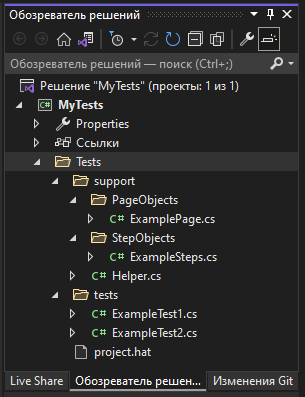 Обозреватель решений
Обозреватель решений — поиск (Ctrl+;)
Решение "MyTests" (проекты: 1 из 1)
C# MyTests
Properties
Ссылки
Tests
support
PageObjects
C# ExamplePage.cs
StepObjects
C# ExampleSteps.cs
C# Helper.cs
tests
C# ExampleTest1.cs
C# ExampleTest2.cs
project.hat
Live Share Обозреватель решен... Изменения Git